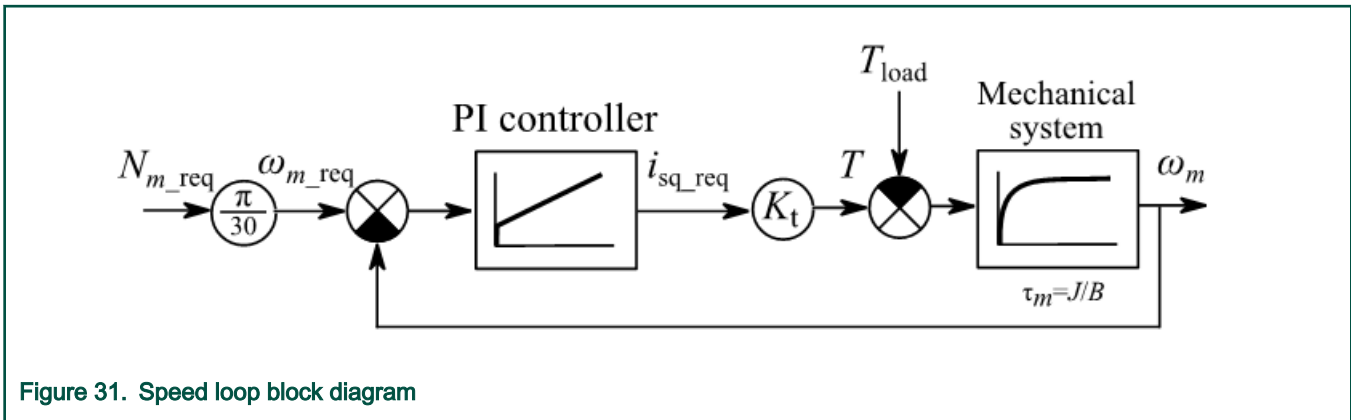 T_load
Mechanical
system
PI controller
N_m_req
π/30
ω_m_req
i_sq_req
K_t
T
ω_m
τ_m=J/B
Figure 31. Speed loop block diagram